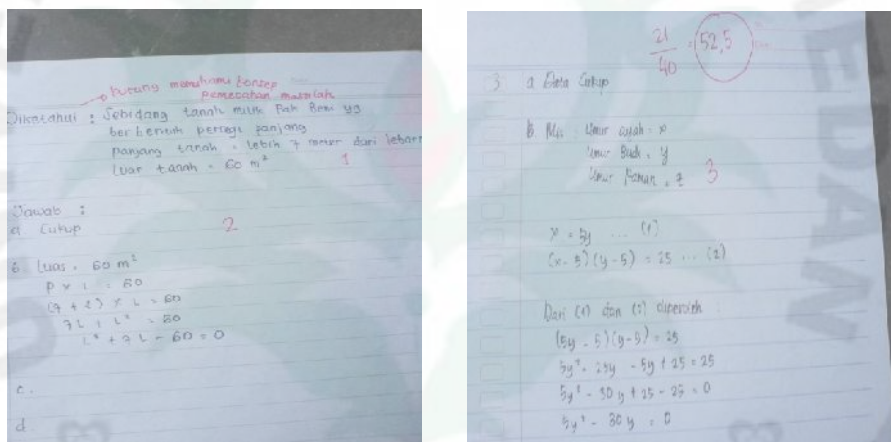 kurang memahami konsep
pemecahan masalah
Diketahui : Sebidang tanah milik Pak Beni yg
berbentuk persegi panjang
panjang tanah = lebih 7 meter dari lebar
luas tanah = 60 m²
1
Jawab :
a Cukup
2
b luas = 60 m²
p x l = 60
(7 + l) x l = 60
7l + l² = 60
l² + 7l - 60 = 0
c.
d
21/40 = 52,5
3 a Data Cukup
b Mis : Umur ayah = x
Umur Budi = y
Umur = z
3
x = 5y ... (1)
(x - 5)(y - 5) = 25 ... (2)
Dari (1) dan (2) diperoleh
(5y - 5)(y - 5) = 25
5y² - 25y - 5y + 25 = 25
5y² - 30y + 25 - 25 = 0
5y² - 30y = 0
EDAN